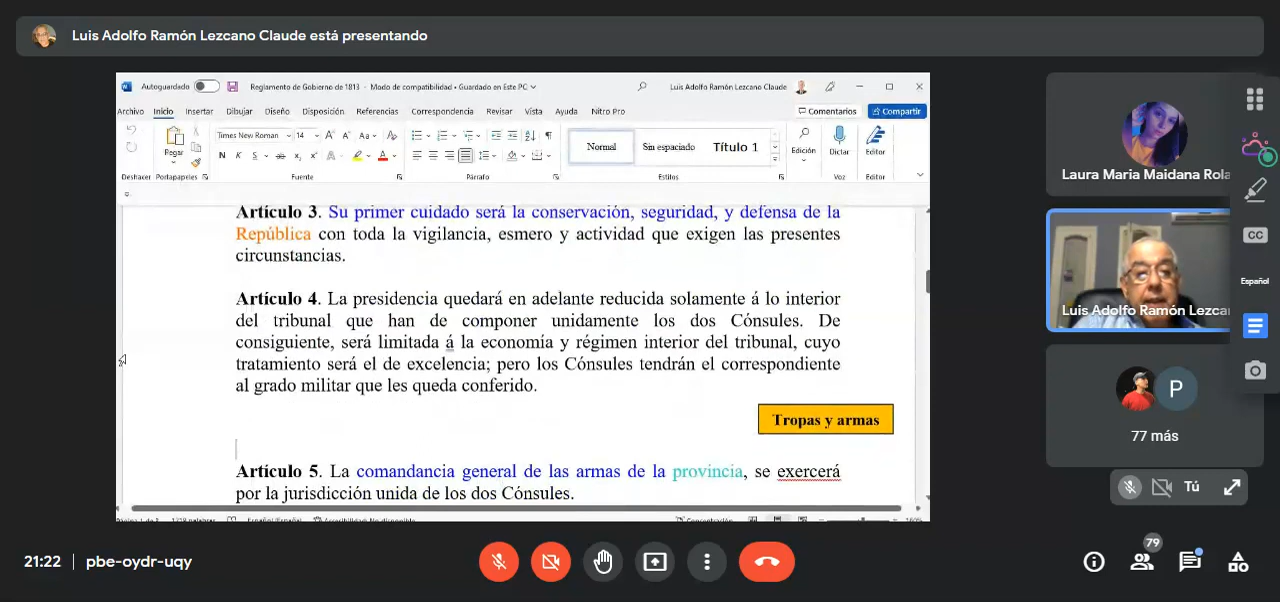 Luis Adolfo Ramón Lezcano Claude está presentando
Autoguardado
Reglamento de Gobierno de 1813 - Modo de compatibilidad • Guardado en Este PC
Luis Adolfo Ramón Lezcano Claude
Archivo Inicio Insertar Dibujar Diseño Disposición Referencias Correspondencia Revisar Vista Ayuda Nitro Pro
Comentarios Compartir
Times New Roman 14
Pegar
N K S
Normal Sin espaciado Título 1
Edición Dictar Editor
Deshacer Portapapeles Fuente Párrafo Estilos Voz Editor
Artículo 3. Su primer cuidado será la conservación, seguridad, y defensa de la
República con toda la vigilancia, esmero y actividad que exigen las presentes
circunstancias.
Artículo 4. La presidencia quedará en adelante reducida solamente á lo interior
del tribunal que han de componer unidamente los dos Cónsules. De
consiguiente, será limitada á la economía y régimen interior del tribunal, cuyo
tratamiento será el de excelencia; pero los Cónsules tendrán el correspondiente
al grado militar que les queda conferido.
Tropas y armas
Artículo 5. La comandancia general de las armas de la provincia, se exercerá
por la jurisdicción unida de los dos Cónsules.
Laura Maria Maidana Rola
Luis Adolfo Ramón Lezca
P
77 más
Tú
CC
Español
21:22 | pbe-oydr-uqy
79